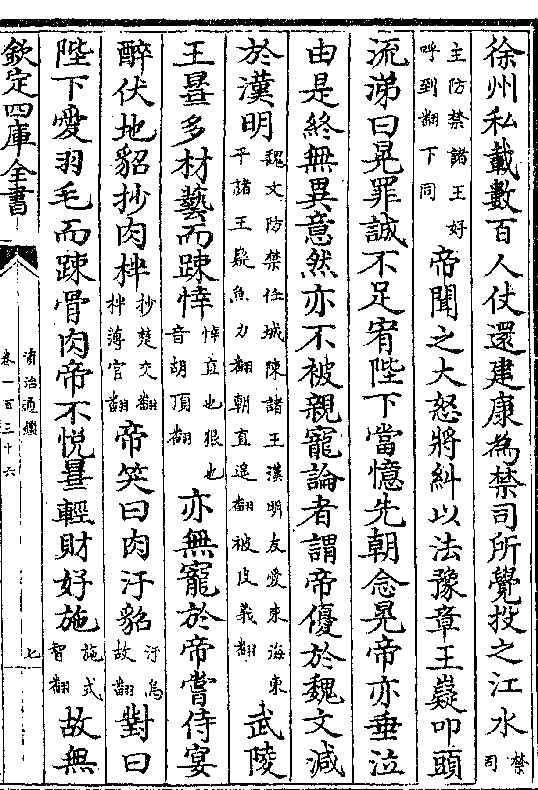 徐州私載數百人仗還建康為禁司所覺投之江水禁司
主防禁諸王好呼到翻下同帝聞之大怒將糾以法豫章王嶷叩頭
流涕曰晃罪誠不足宥陛下當憶先朝念晃帝亦垂泣
由是終無異意然亦不被親寵論者謂帝優於魏文減
於漢明魏文防禁任城陳諸王漢明友愛東海東平諸王嶷魚力翻朝直遥翻被皮義翻武陵
王曅多材藝而踈悻悻直也狠也音胡頂翻亦無寵於帝嘗侍宴
醉伏地貂抄肉柈抄楚交翻柈薄官翻帝笑曰肉汙貂汙烏故翻對曰
陛下愛羽毛而踈骨肉帝不悅曅輕財好施施式智翻故無
欽定四庫全書
資治通鑑
卷一百三十六
七